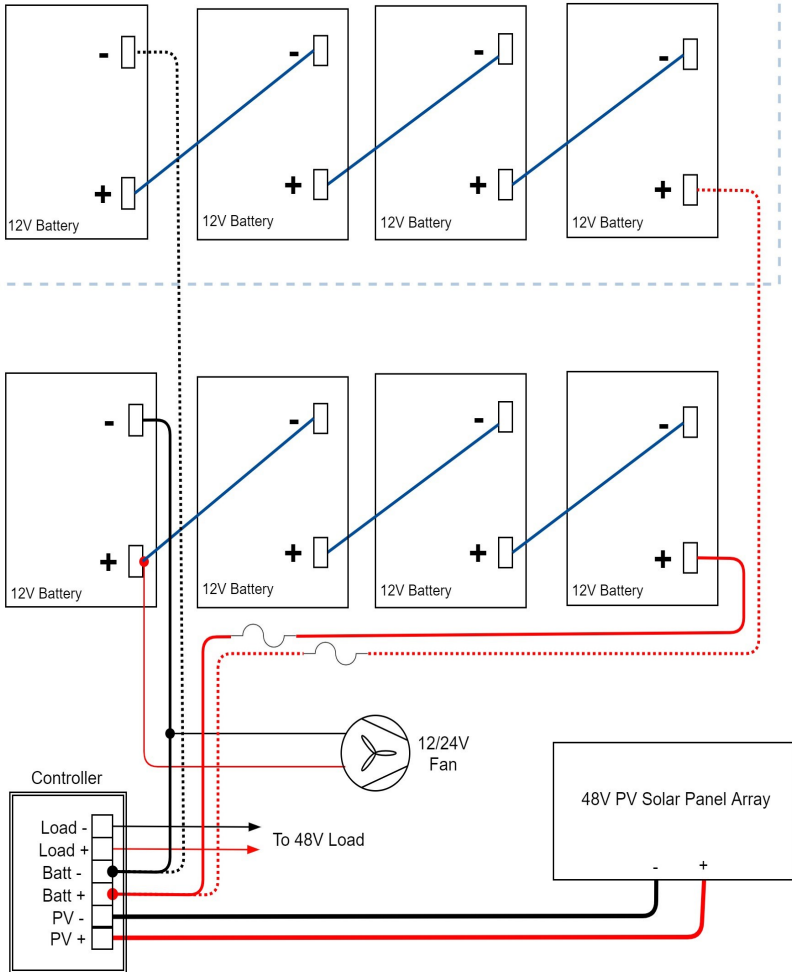 - - - -
+ + + +
12V Battery 12V Battery 12V Battery 12V Battery
- - - -
+ + + +
12V Battery 12V Battery 12V Battery 12V Battery
12/24V
Fan
Controller
Load -
Load +
Batt -
Batt +
PV -
PV +
To 48V Load
48V PV Solar Panel Array
- +